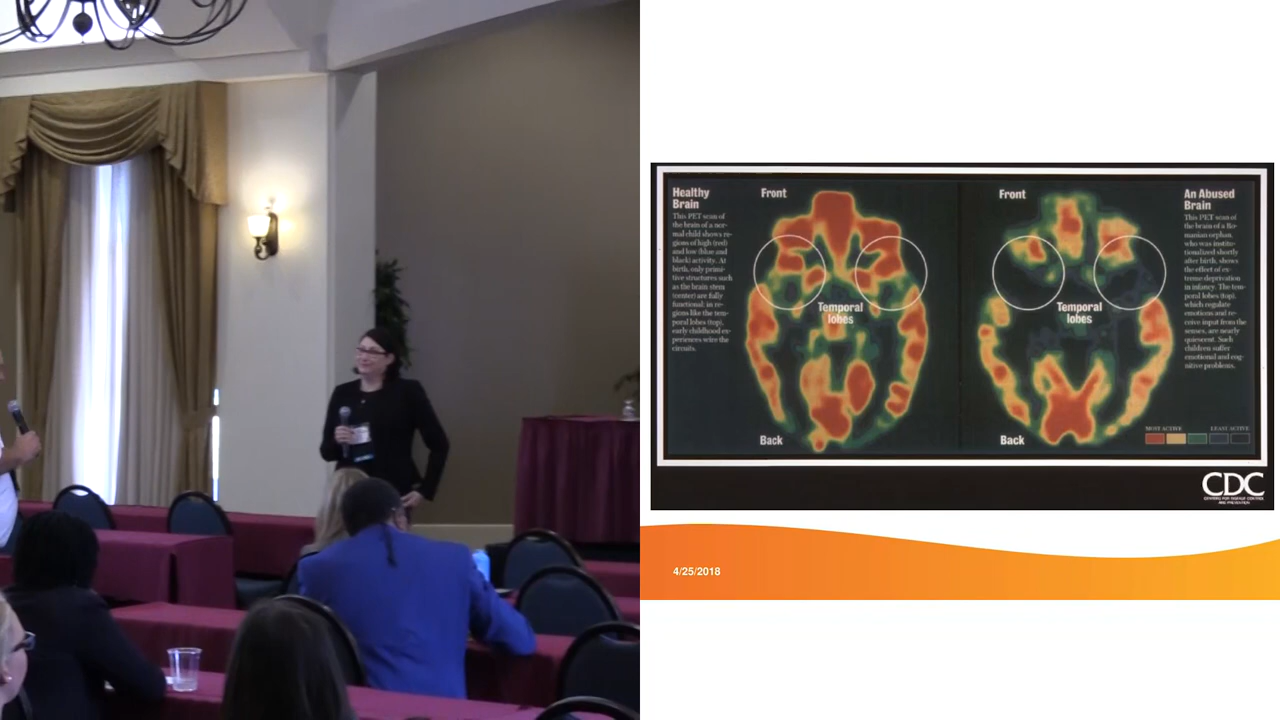 Healthy
Brain
This PET scan of
the brain of a nor-
mal child shows re-
gions of high (red)
and low (blue and
black) activity. At
birth, only primi-
tive structures such
as the brain stem
(center) are fully
functional: in re-
gions like the tem-
poral lobes (top),
early childhood ex-
periences wire the
circuits.
Front
Temporal
lobes
Back
Front
Temporal
lobes
Back
An Abused
Brain
This PET scan of
the brain of a Ro-
manian orphan,
who was institu-
tionalized shortly
after birth, shows
the effect of ex-
treme deprivation
in infancy. The tem-
poral lobes (top),
which regulate
emotions and re-
ceive input from the
senses, are nearly
quiescent. Such
children suffer
emotional and cog-
nitive problems.
MOST ACTIVE LEAST ACTIVE
CDC
CENTERS FOR DISEASE CONTROL
AND PREVENTION
4/25/2018